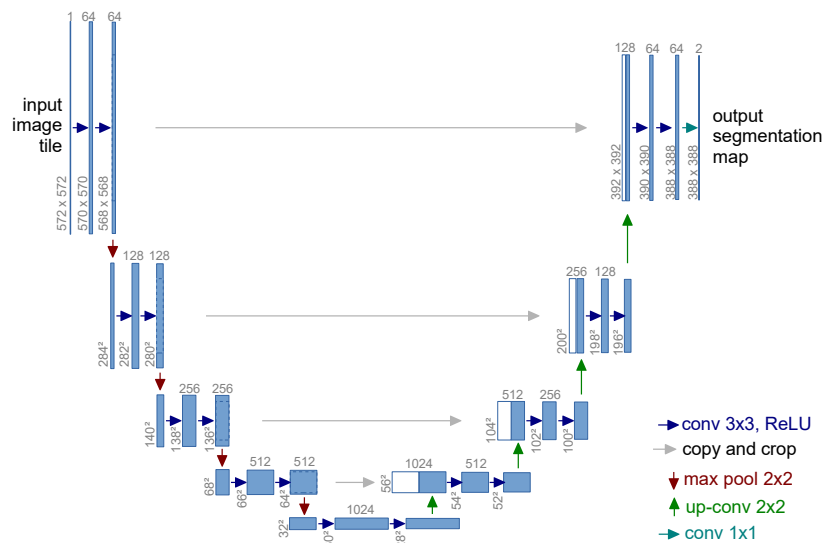 1 64 64
128 64 64 2
input
image
tile
output
segmentation
map
572 x 572
570 x 570
568 x 568
392 x 392
390 x 390
388 x 388
388 x 388
128 128
256 128
284²
282²
280²
200²
198²
196²
256 256
512 256
140²
138²
136²
104²
102²
100²
512 512
1024 512
68²
66²
64²
56²
54²
52²
1024
32²
conv 3x3, ReLU
copy and crop
max pool 2x2
up-conv 2x2
conv 1x1